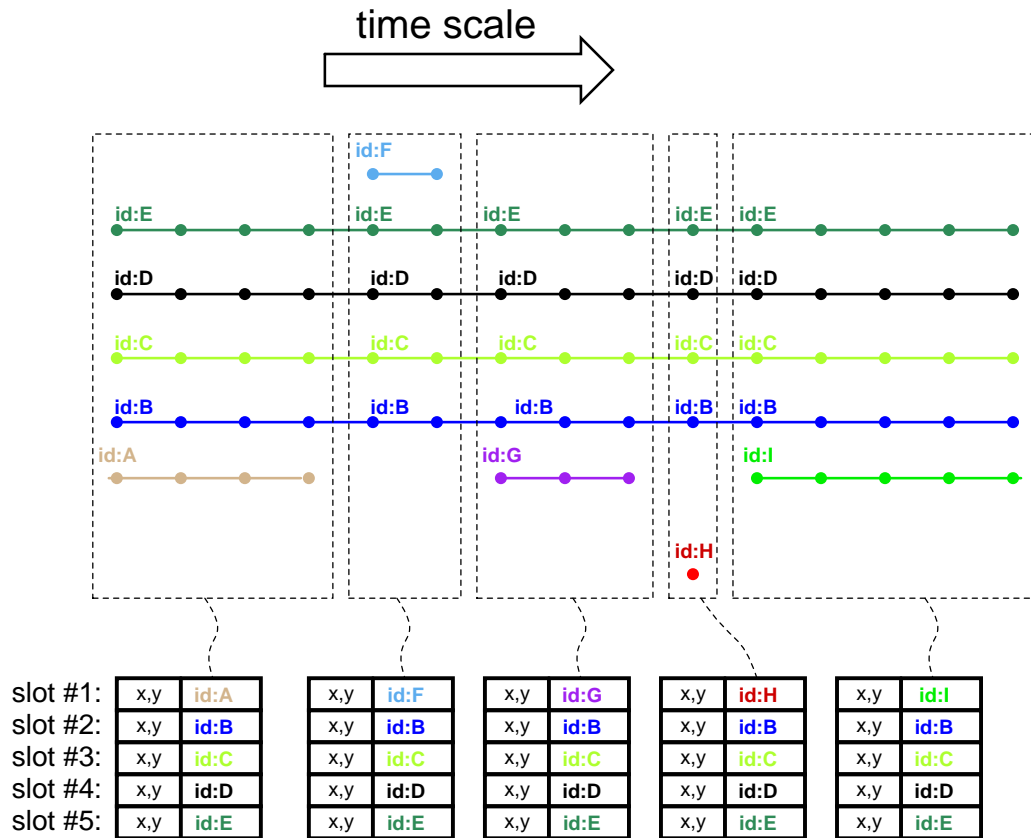 time scale
id:F
id:E id:E id:E id:E id:E
id:D id:D id:D id:D id:D
id:C id:C id:C id:C id:C
id:B id:B id:B id:B id:B
id:A id:G id:I
id:H
slot #1: x,y id:A x,y id:F x,y id:G x,y id:H x,y id:I
slot #2: x,y id:B x,y id:B x,y id:B x,y id:B x,y id:B
slot #3: x,y id:C x,y id:C x,y id:C x,y id:C x,y id:C
slot #4: x,y id:D x,y id:D x,y id:D x,y id:D x,y id:D
slot #5: x,y id:E x,y id:E x,y id:E x,y id:E x,y id:E